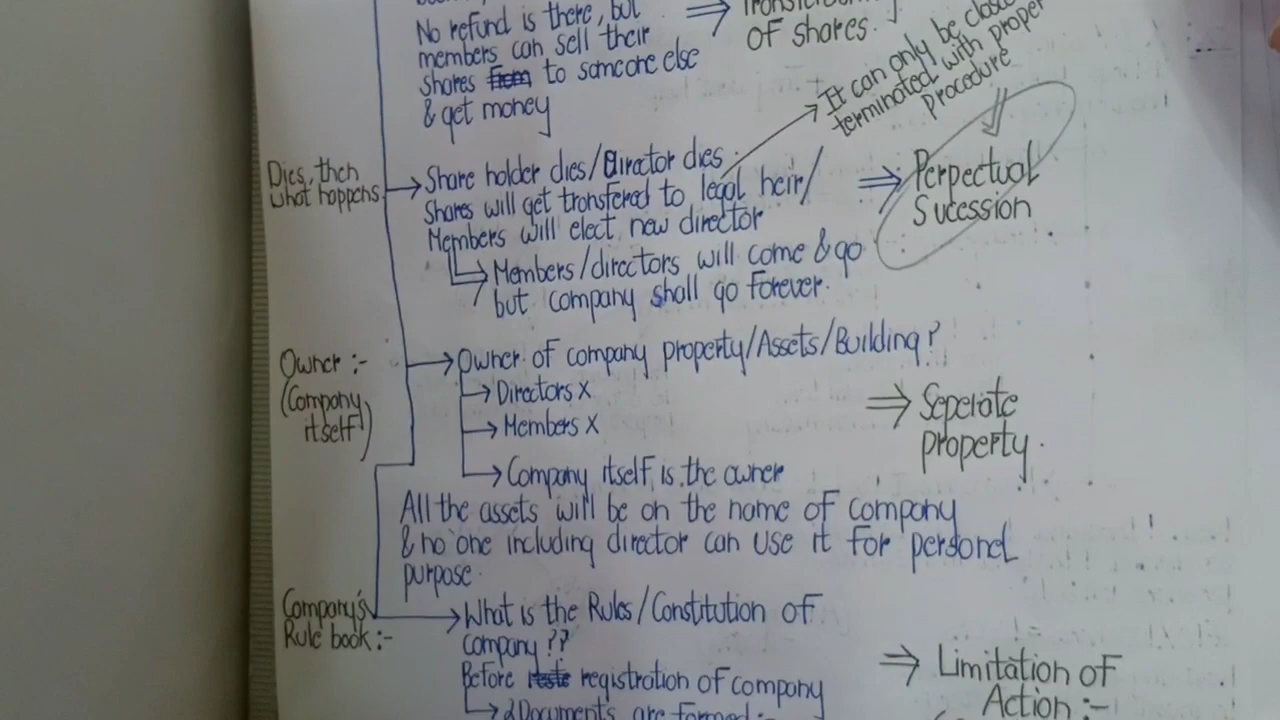 No refund is there, but
members can sell their
shares to someone else
& get money
⇒
of shares.
It can only be
terminated with proper
procedure
Dies, then
what happens
Share holder dies/Director dies.
Shares will get transfered to legal heir/
Members will elect new director
Members/directors will come & go
but company shall go forever.
⇒ Perpectual
Sucession
Owner :-
(Company
itself)
Owner of company property/Assets/Building?
→ Directors X
→ Members X
→ Company itself is the owner
⇒ Seperate
property.
All the assets will be on the name of company
& no one including director can use it for personal
purpose.
Company's
Rule book :-
What is the Rules/Constitution of
company??
Before registration of company
→ 2 Documents are formed :-
⇒ Limitation of
Action :-